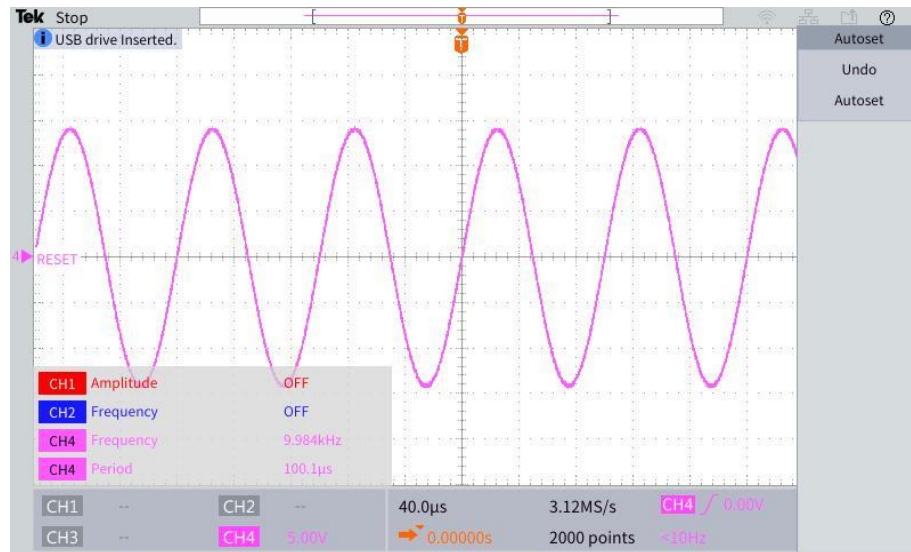 Tek Stop
USB drive Inserted.
Autoset
Undo
Autoset
4 RESET
CH1 Amplitude OFF
CH2 Frequency OFF
CH4 Frequency 9.984kHz
CH4 Period 100.1µs
CH1 -- CH2 -- 40.0µs 3.12MS/s CH4 0.00V
CH3 -- CH4 5.00V 0.00000s 2000 points <10Hz